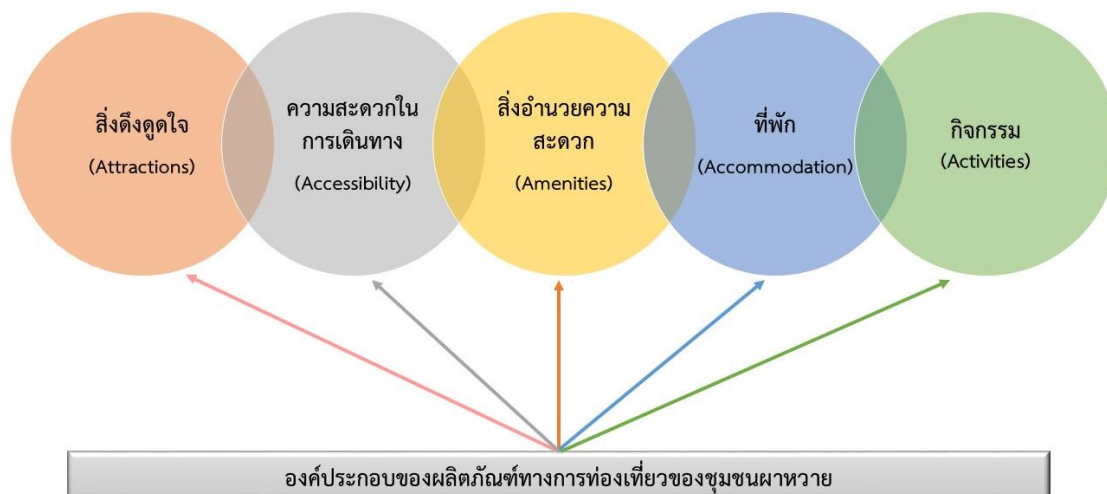 สิ่งดึงดูดใจ
(Attractions)
ความสะดวกใน
การเดินทาง
(Accessibility)
สิ่งอำนวยความ
สะดวก
(Amenities)
ที่พัก
(Accommodation)
กิจกรรม
(Activities)
องค์ประกอบของผลิตภัณฑ์ทางการท่องเที่ยวของชุมชนผาหวาย